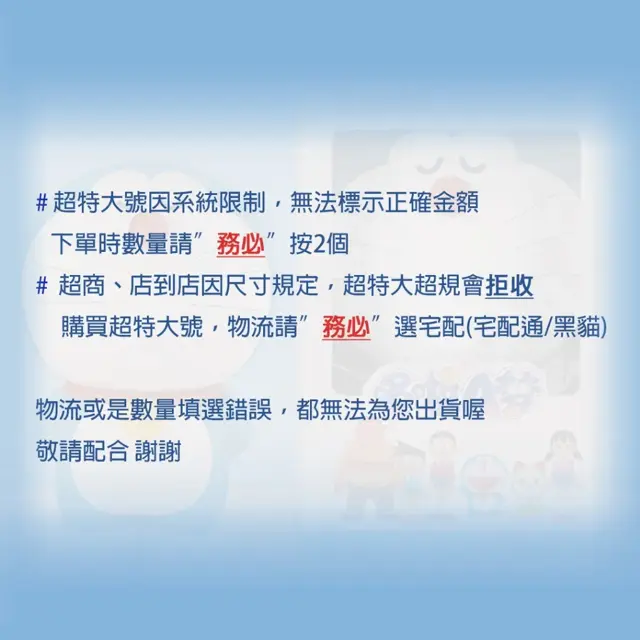 # 超特大號因系統限制，無法標示正確金額
下單時數量請”務必”按2個
# 超商、店到店因尺寸規定，超特大超規會拒收
購買超特大號，物流請”務必”選宅配(宅配通/黑貓)
物流或是數量填選錯誤，都無法為您出貨喔
敬請配合 謝謝